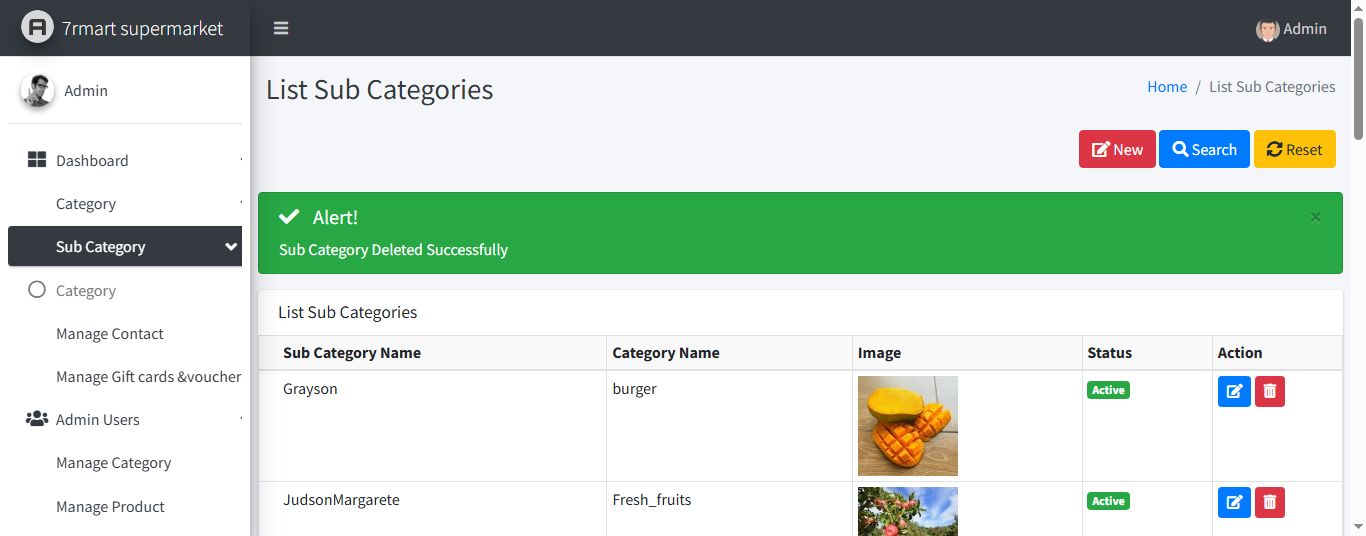 7rmart supermarket
Admin
Admin
Dashboard
Category
Sub Category
Category
Manage Contact
Manage Gift cards &voucher
Admin Users
Manage Category
Manage Product
List Sub Categories
Home / List Sub Categories
New Search Reset
Alert! ×
Sub Category Deleted Successfully
List Sub Categories
Sub Category Name Category Name Image Status Action
Grayson burger Active
JudsonMargarete Fresh_fruits Active